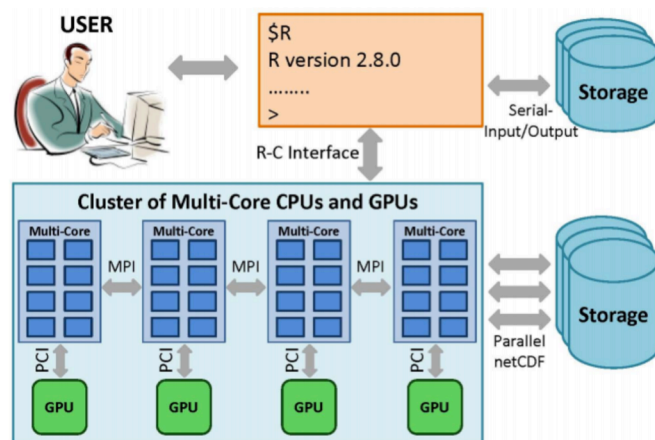 USER
$R
R version 2.8.0
........
>
Storage
Serial-
Input/Output
R-C Interface
Cluster of Multi-Core CPUs and GPUs
Multi-Core
Multi-Core
Multi-Core
Multi-Core
MPI
MPI
MPI
Storage
Parallel
netCDF
PCI
PCI
PCI
PCI
GPU
GPU
GPU
GPU